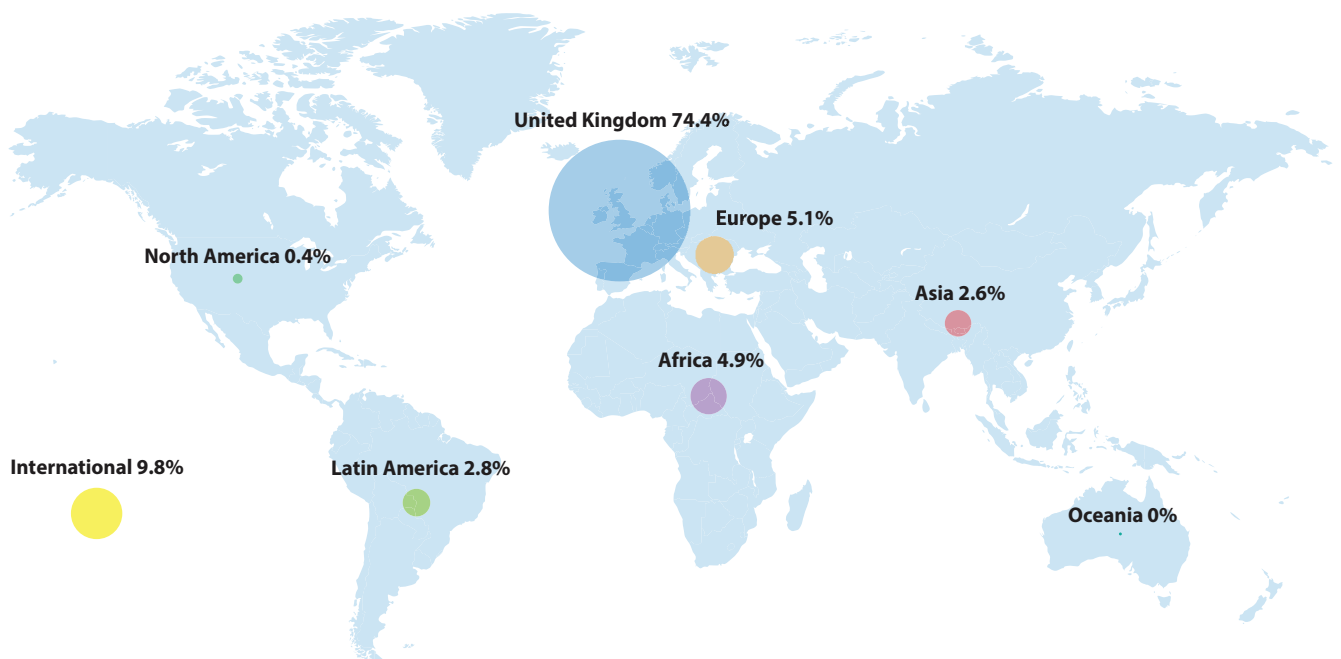 United Kingdom 74.4%
Europe 5.1%
North America 0.4%
Asia 2.6%
Africa 4.9%
International 9.8%
Latin America 2.8%
Oceania 0%